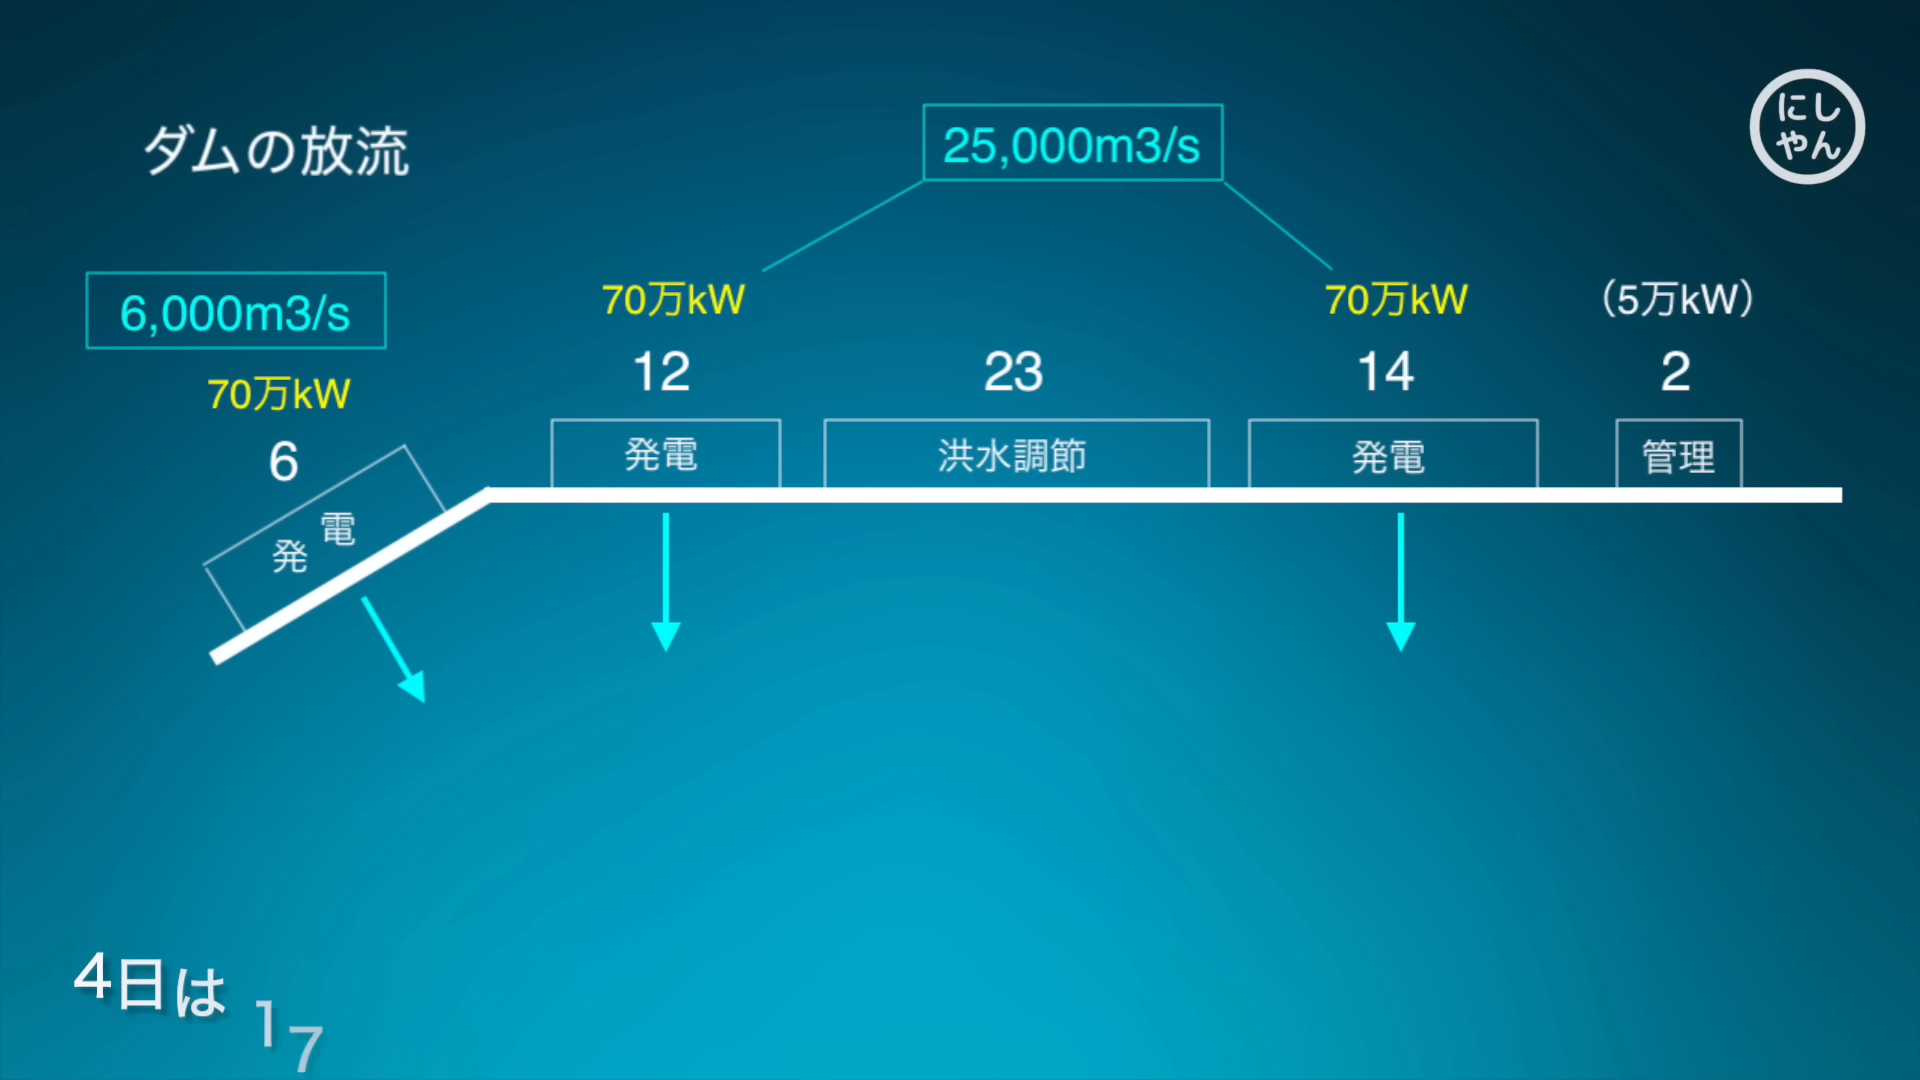 ダムの放流
25,000m3/s
にし
やん
6,000m3/s
70万kW
6
発電
70万kW
12
発電
23
洪水調節
70万kW
14
発電
(5万kW)
2
管理
4日は 17